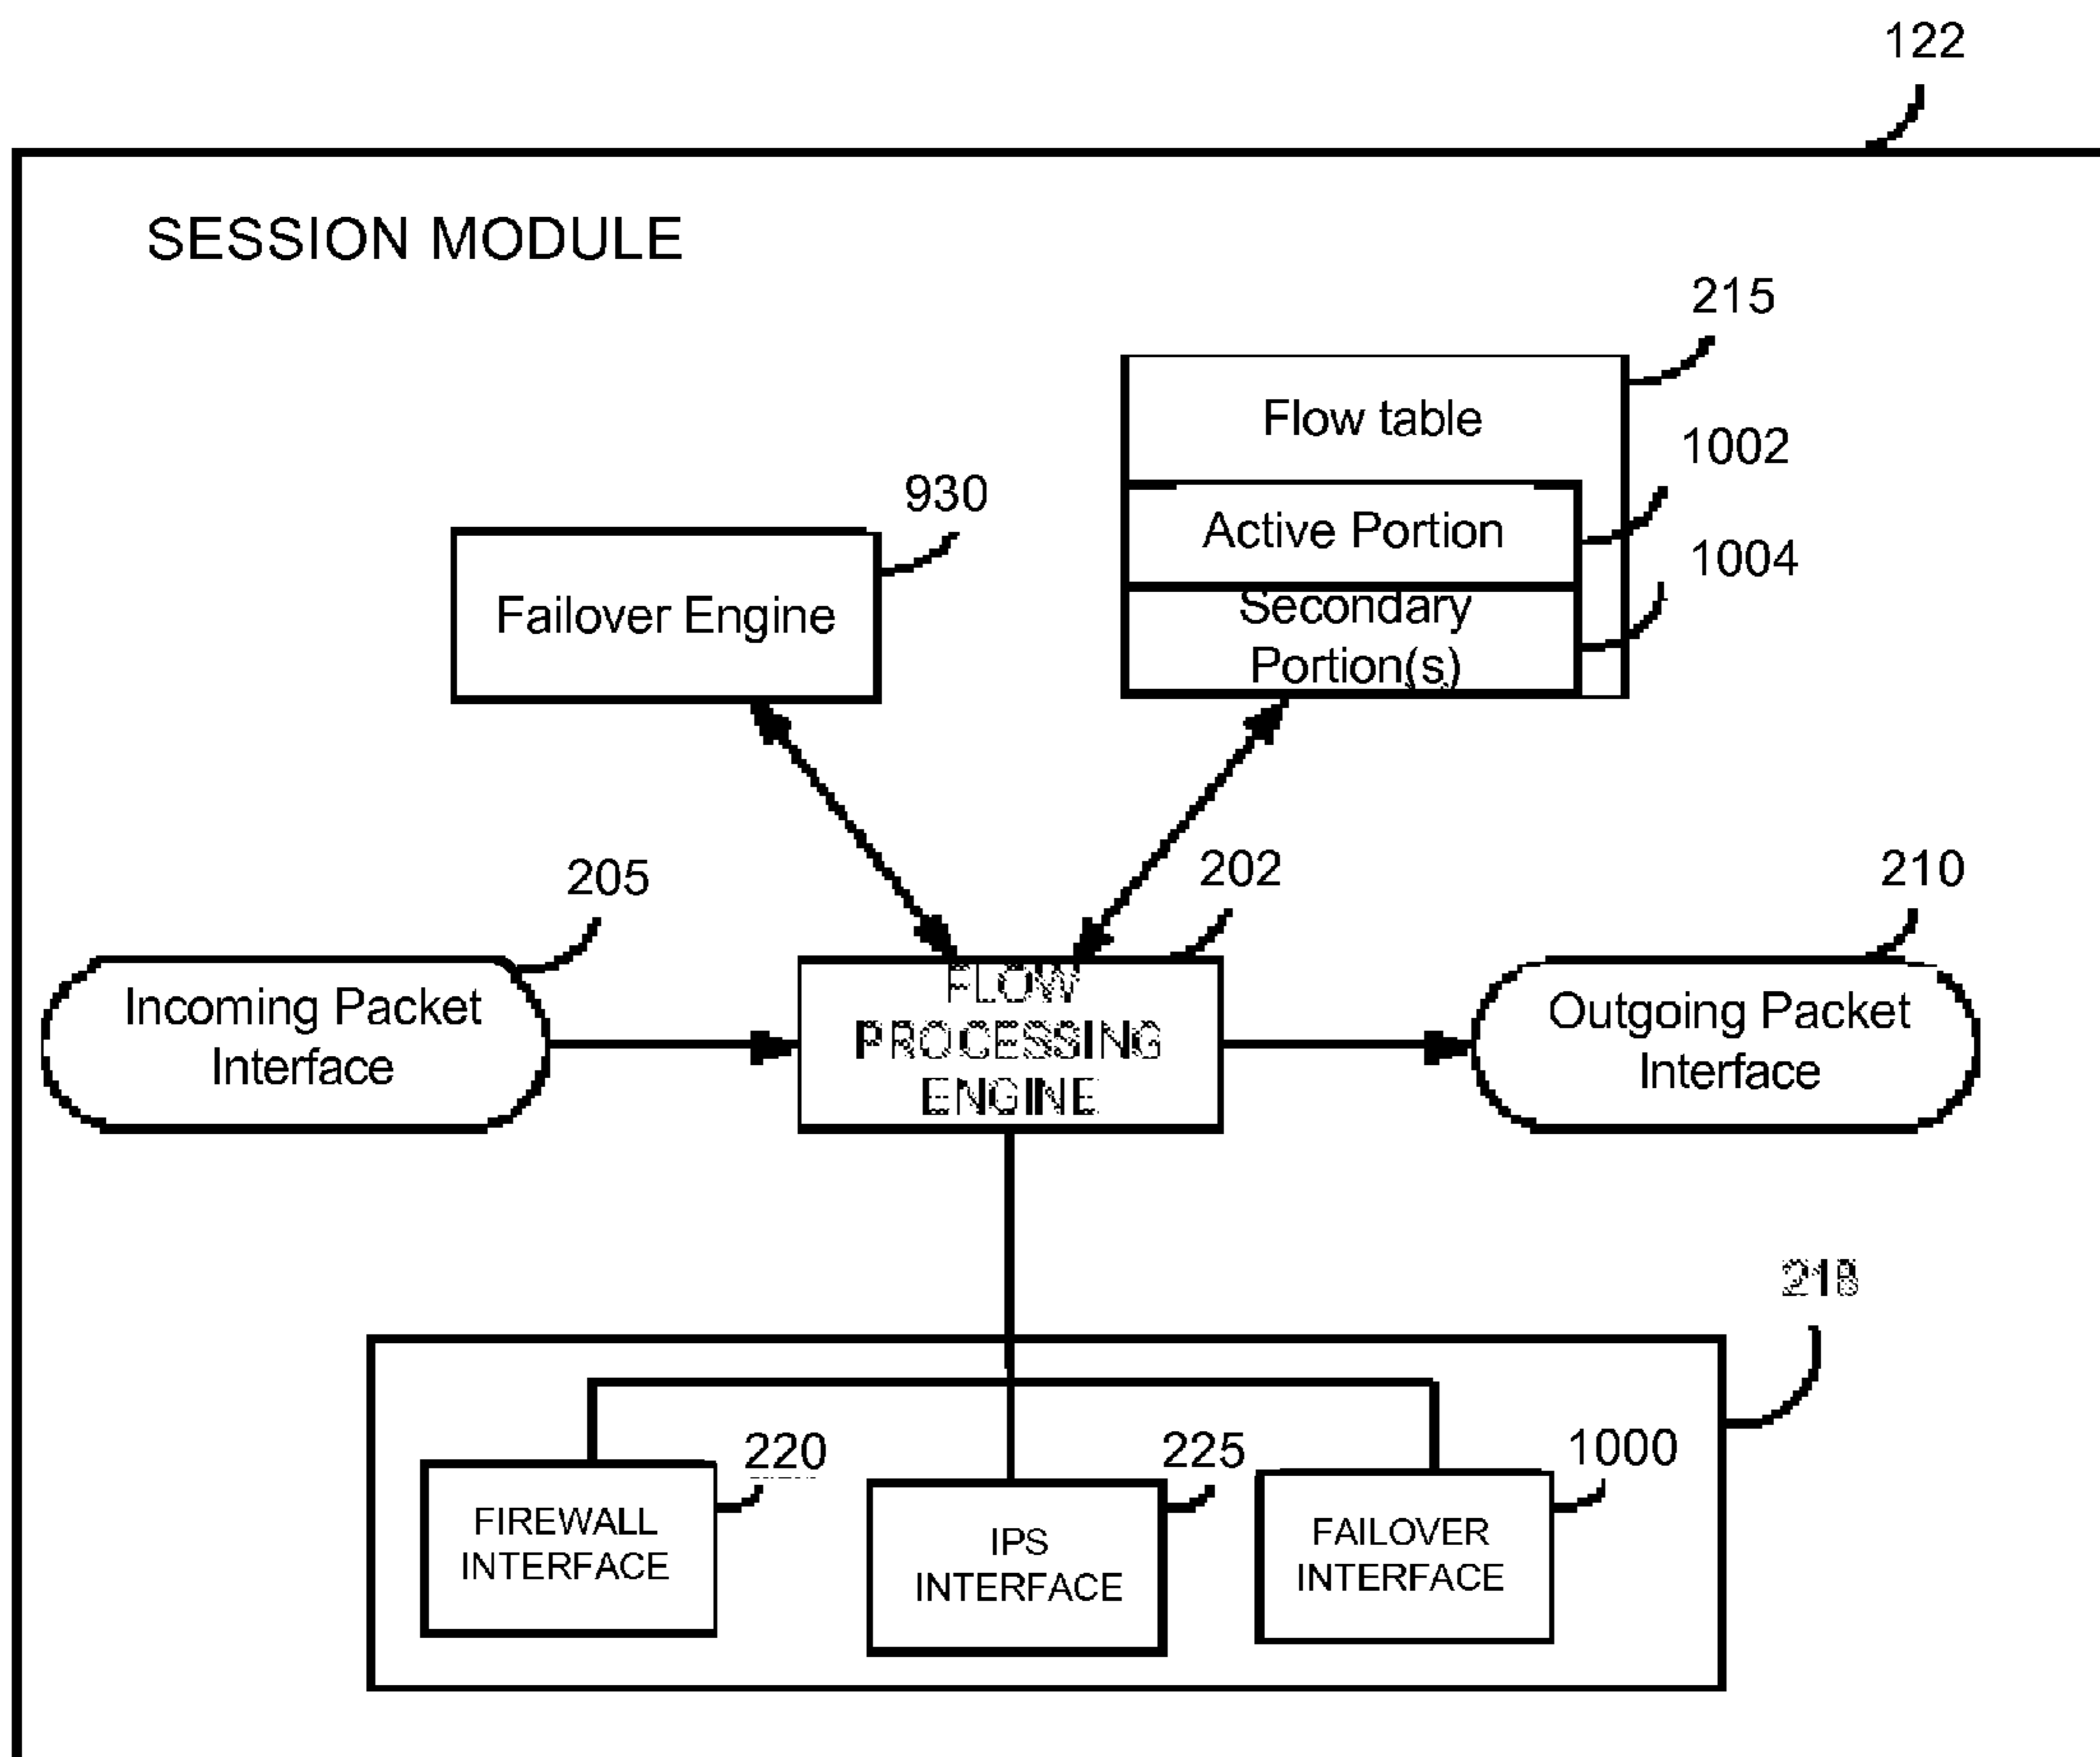 122
SESSION MODULE
215
Flow table
1002
930
Active Portion
1004
Failover Engine
Secondary
Portion(s)
205
202
210
Incoming Packet
Interface
FLOW
PROCESSING
ENGINE
Outgoing Packet
Interface
218
220
225
1000
FIREWALL
INTERFACE
IPS
INTERFACE
FAILOVER
INTERFACE